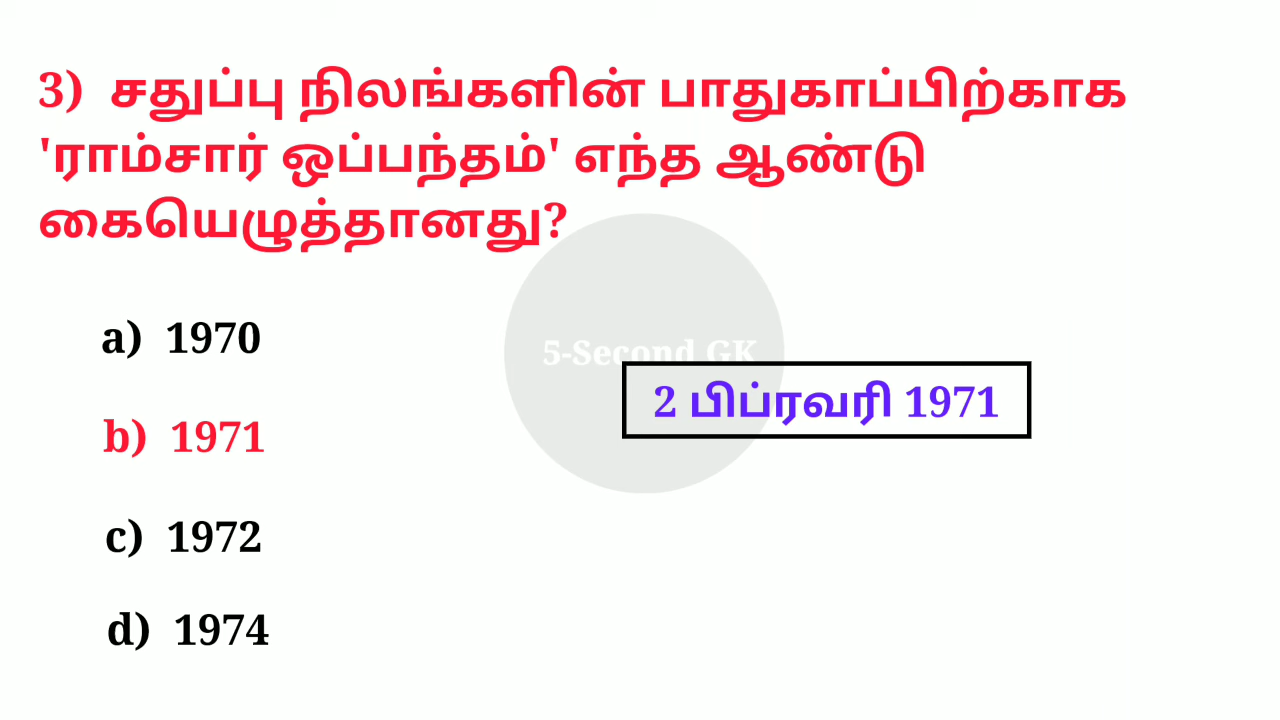 3) சதுப்பு நிலங்களின் பாதுகாப்பிற்காக
'ராம்சார் ஒப்பந்தம்' எந்த ஆண்டு
கையெழுத்தானது?
a) 1970
5-Second GK
2 பிப்ரவரி 1971
b) 1971
c) 1972
d) 1974